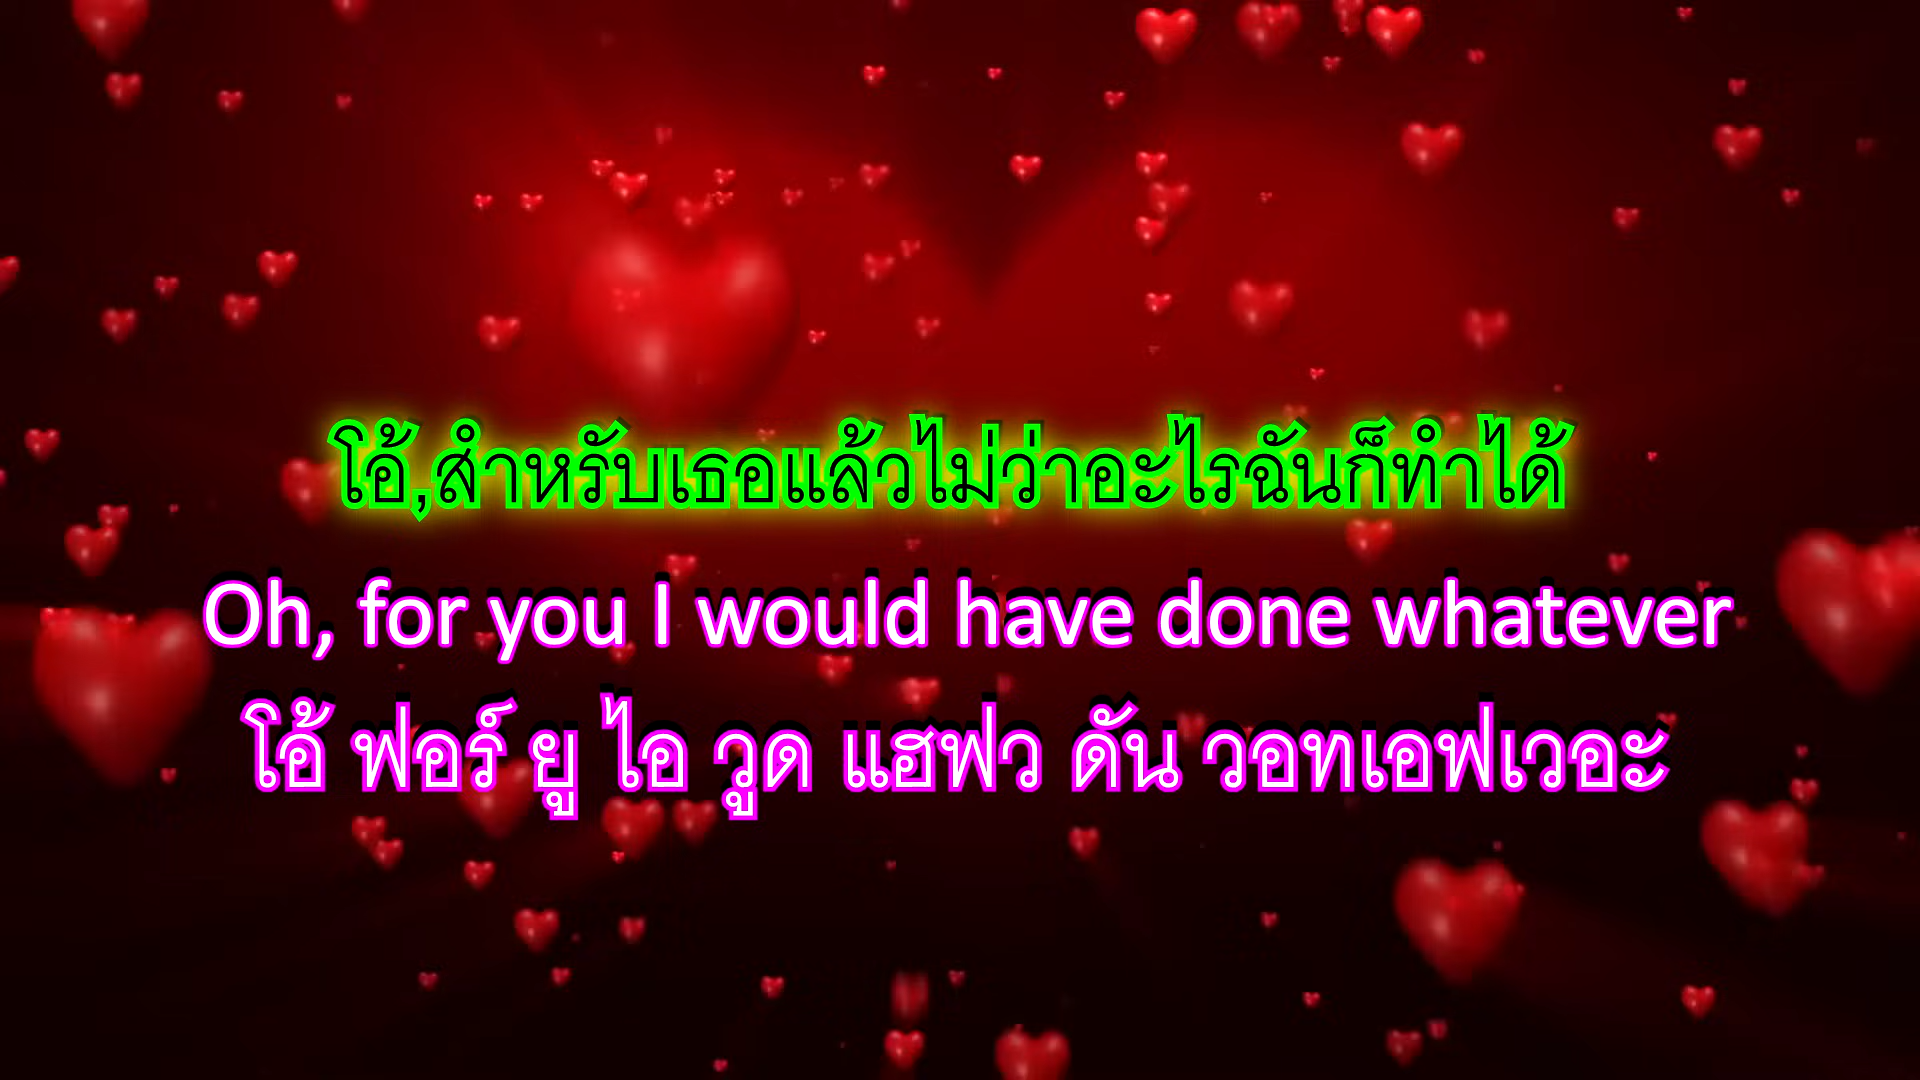 โอ้,สำหรับเธอแล้วไม่ว่าอะไรฉันก็ทำได้
Oh, for you I would have done whatever
โอ้ ฟอร์ ยู ไอ วูด แฮฟว ดัน วอทเอฟเวอะ